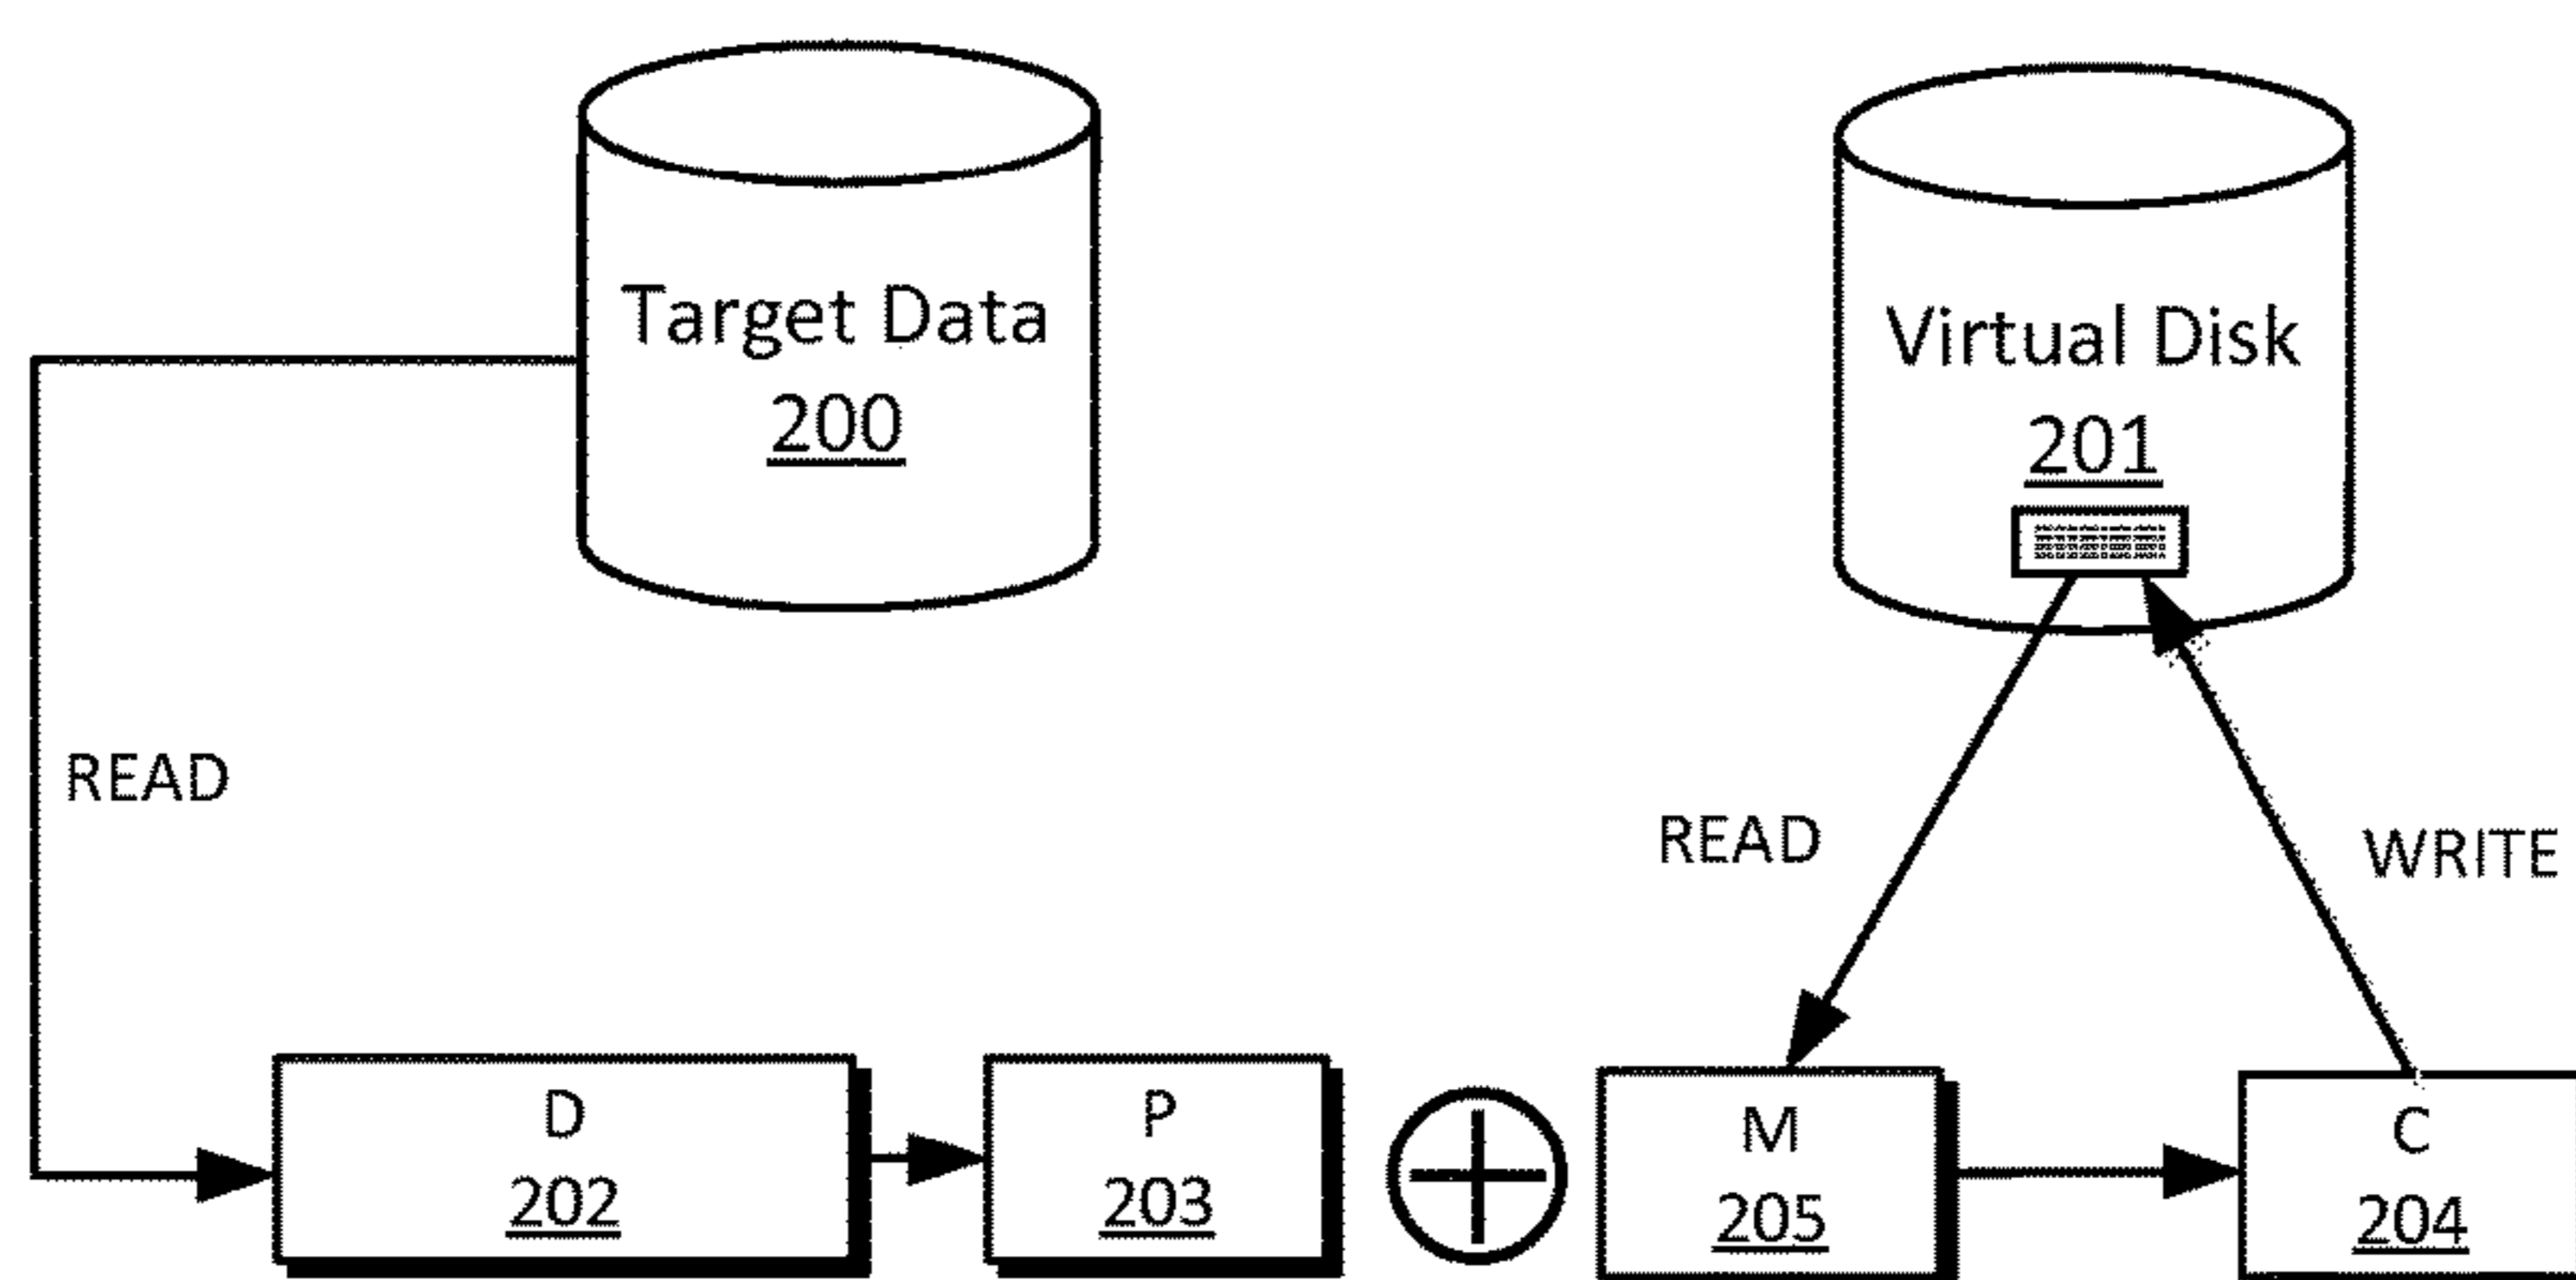 Target Data
200
Virtual Disk
201
READ
READ
WRITE
D
202
P
203
M
205
C
204